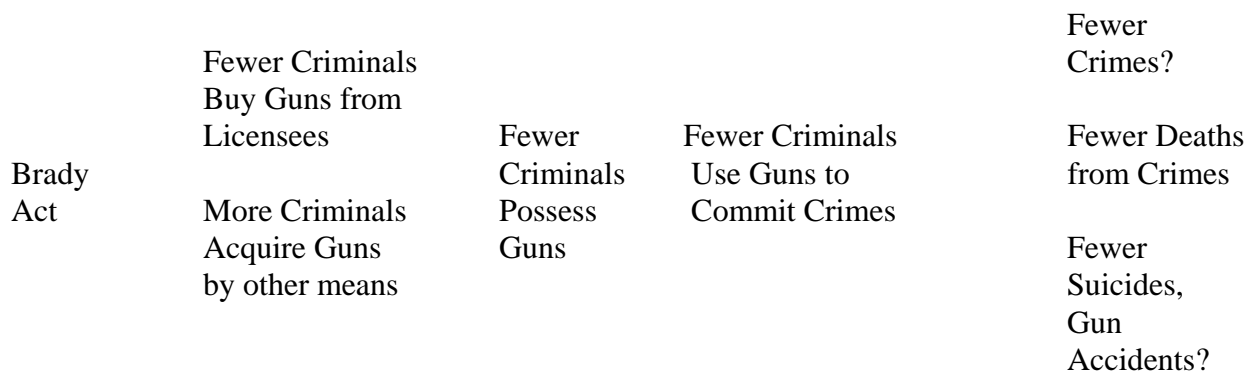 Brady
Act
Fewer Criminals
Buy Guns from
Licensees
More Criminals
Acquire Guns
by other means
Fewer
Criminals
Possess
Guns
Fewer Criminals
Use Guns to
Commit Crimes
Fewer
Crimes?
Fewer Deaths
from Crimes
Fewer
Suicides,
Gun
Accidents?